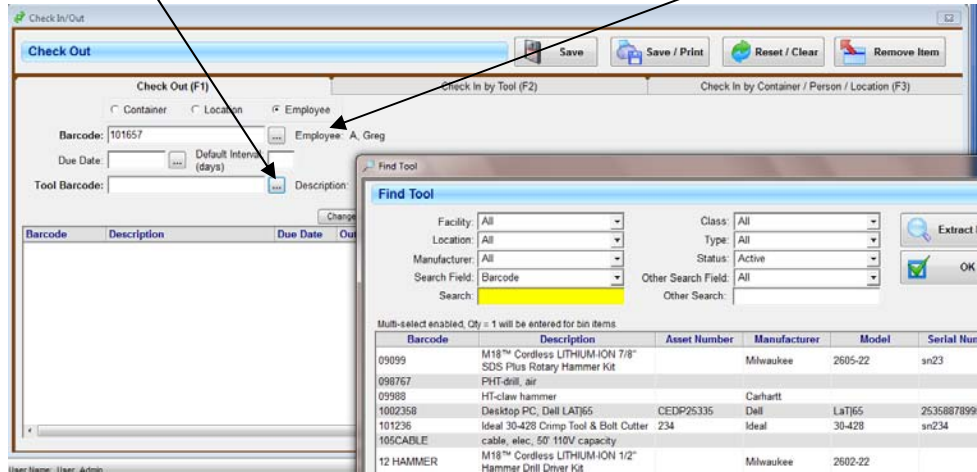 Check In/Out
Check Out
Save
Save / Print
Reset / Clear
Remove Item
Check Out (F1)
Check In by Tool (F2)
Check In by Container / Person / Location (F3)
Container
Location
Employee
Barcode: 101657 ... Employee: A, Greg
Due Date: ... Default Interval: (days)
Tool Barcode: ... Description:
Change
Barcode Description Due Date
Find Tool
Find Tool
Facility: All Class: All
Extract
Location: All Type: All
Manufacturer: All Status: Active
OK
Search Field: Barcode Other Search Field: All
Search: Other Search:
Multi-select enabled, Qty = 1 will be entered for bin items.
Barcode Description Asset Number Manufacturer Model Serial Num
09099 M18™ Cordless LITHIUM-ION 7/8" SDS Plus Rotary Hammer Kit Milwaukee 2605-22 sn23
098767 PHT-drill, air
09988 HT-claw hammer Carhartt
1002358 Desktop PC, Dell LAT|65 CEDP25335 Dell LaT|65 2535887899
101236 Ideal 30-428 Crimp Tool & Bolt Cutter 234 Ideal 30-428 sn234
105CABLE cable, elec, 50' 110V capacity
12 HAMMER M18™ Cordless LITHIUM-ION 1/2" Hammer Drill Driver Kit Milwaukee 2602-22
User Name: User, Admin